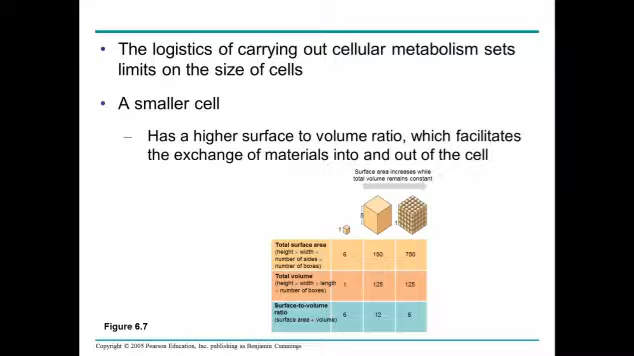 • The logistics of carrying out cellular metabolism sets
limits on the size of cells
• A smaller cell
– Has a higher surface to volume ratio, which facilitates
the exchange of materials into and out of the cell
Surface area increases while
total volume remains constant
5
1
1
Total surface area
(height × width ×
number of sides ×
number of boxes)
6 150 750
Total volume
(height × width × length
× number of boxes)
1 125 125
Surface-to-volume
ratio
(surface area ÷ volume)
6 12 6
Figure 6.7
Copyright © 2005 Pearson Education, Inc. publishing as Benjamin Cummings